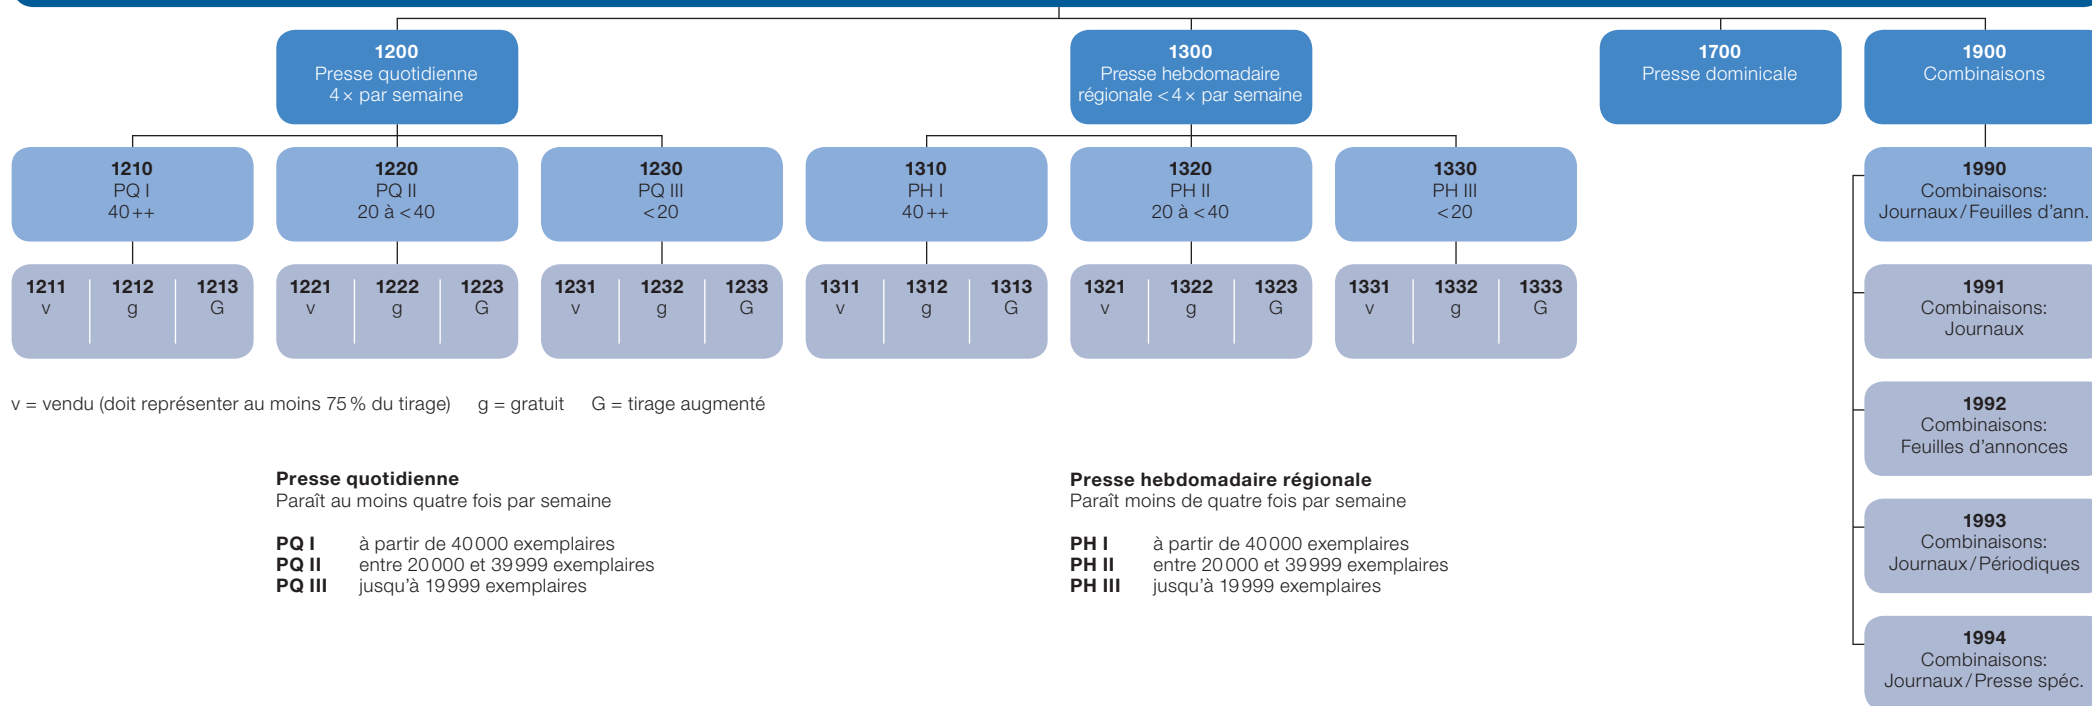 1200
Presse quotidienne
4× par semaine
1300
Presse hebdomadaire
régionale <4× par semaine
1700
Presse dominicale
1900
Combinaisons
1210
PQ I
40++
1220
PQ II
20 à <40
1230
PQ III
<20
1310
PH I
40++
1320
PH II
20 à <40
1330
PH III
<20
1990
Combinaisons:
Journaux/Feuilles d'ann.
1211 1212 1213
v g G
1221 1222 1223
v g G
1231 1232 1233
v g G
1311 1312 1313
v g G
1321 1322 1323
v g G
1331 1332 1333
v g G
1991
Combinaisons:
Journaux
1992
Combinaisons:
Feuilles d'annonces
1993
Combinaisons:
Journaux/Périodiques
1994
Combinaisons:
Journaux/Presse spéc.
v = vendu (doit représenter au moins 75 % du tirage) g = gratuit G = tirage augmenté
Presse quotidienne
Paraît au moins quatre fois par semaine
PQ I à partir de 40 000 exemplaires
PQ II entre 20 000 et 39 999 exemplaires
PQ III jusqu'à 19 999 exemplaires
Presse hebdomadaire régionale
Paraît moins de quatre fois par semaine
PH I à partir de 40 000 exemplaires
PH II entre 20 000 et 39 999 exemplaires
PH III jusqu'à 19 999 exemplaires